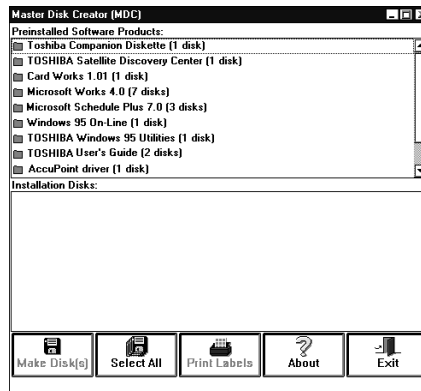 Master Disk Creator (MDC)
Preinstalled Software Products:
Toshiba Companion Diskette (1 disk)
TOSHIBA Satellite Discovery Center (1 disk)
Card Works 1.01 (1 disk)
Microsoft Works 4.0 (7 disks)
Microsoft Schedule Plus 7.0 (3 disks)
Windows 95 On-Line (1 disk)
TOSHIBA Windows 95 Utilities (1 disk)
TOSHIBA User's Guide (2 disks)
AccuPoint driver (1 disk)
Installation Disks:
Make Disk(s) Select All Print Labels About Exit